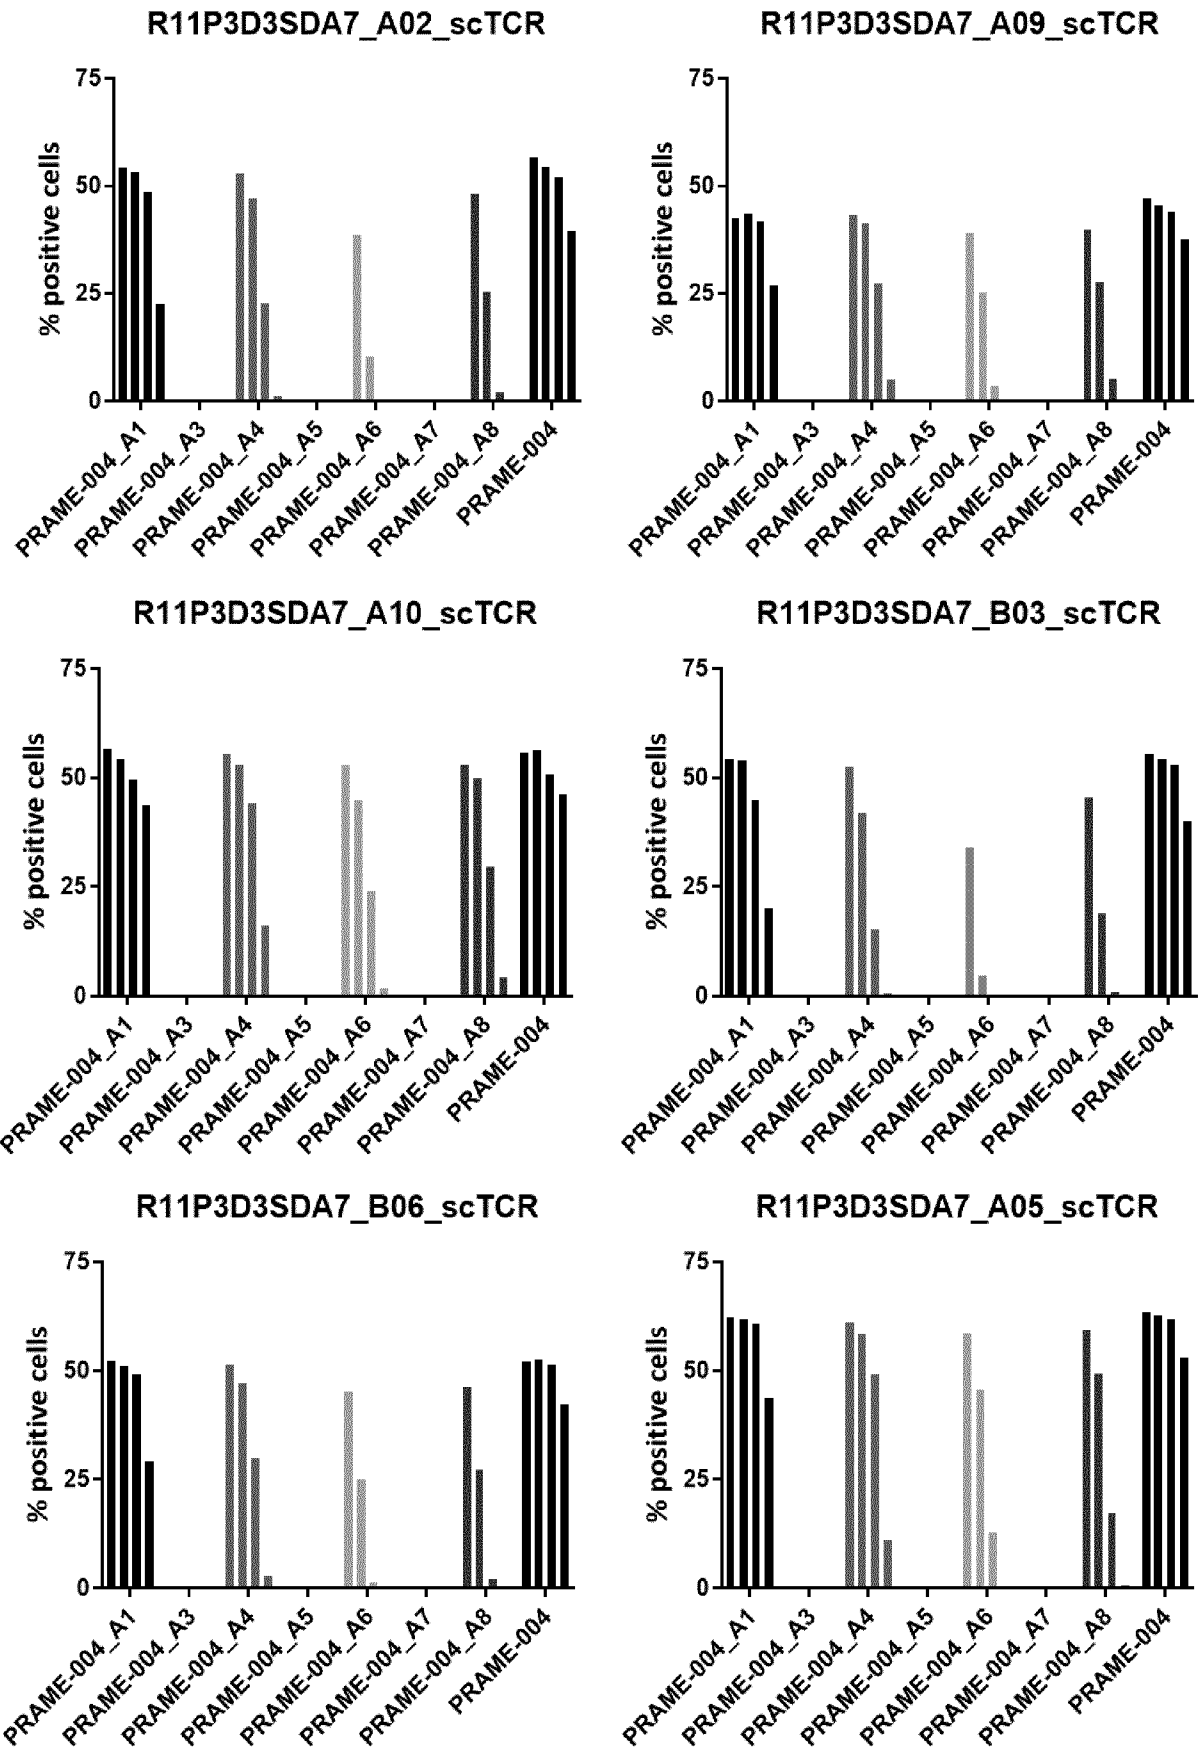 R11P3D3SDA7_A02_scTCR
% positive cells
75
50
25
0
PRAME-004_A1
PRAME-004_A3
PRAME-004_A4
PRAME-004_A5
PRAME-004_A6
PRAME-004_A7
PRAME-004_A8
PRAME-004
R11P3D3SDA7_A09_scTCR
% positive cells
75
50
25
0
PRAME-004_A1
PRAME-004_A3
PRAME-004_A4
PRAME-004_A5
PRAME-004_A6
PRAME-004_A7
PRAME-004_A8
PRAME-004
R11P3D3SDA7_A10_scTCR
% positive cells
75
50
25
0
PRAME-004_A1
PRAME-004_A3
PRAME-004_A4
PRAME-004_A5
PRAME-004_A6
PRAME-004_A7
PRAME-004_A8
PRAME-004
R11P3D3SDA7_B03_scTCR
% positive cells
75
50
25
0
PRAME-004_A1
PRAME-004_A3
PRAME-004_A4
PRAME-004_A5
PRAME-004_A6
PRAME-004_A7
PRAME-004_A8
PRAME-004
R11P3D3SDA7_B06_scTCR
% positive cells
75
50
25
0
PRAME-004_A1
PRAME-004_A3
PRAME-004_A4
PRAME-004_A5
PRAME-004_A6
PRAME-004_A7
PRAME-004_A8
PRAME-004
R11P3D3SDA7_A05_scTCR
% positive cells
75
50
25
0
PRAME-004_A1
PRAME-004_A3
PRAME-004_A4
PRAME-004_A5
PRAME-004_A6
PRAME-004_A7
PRAME-004_A8
PRAME-004